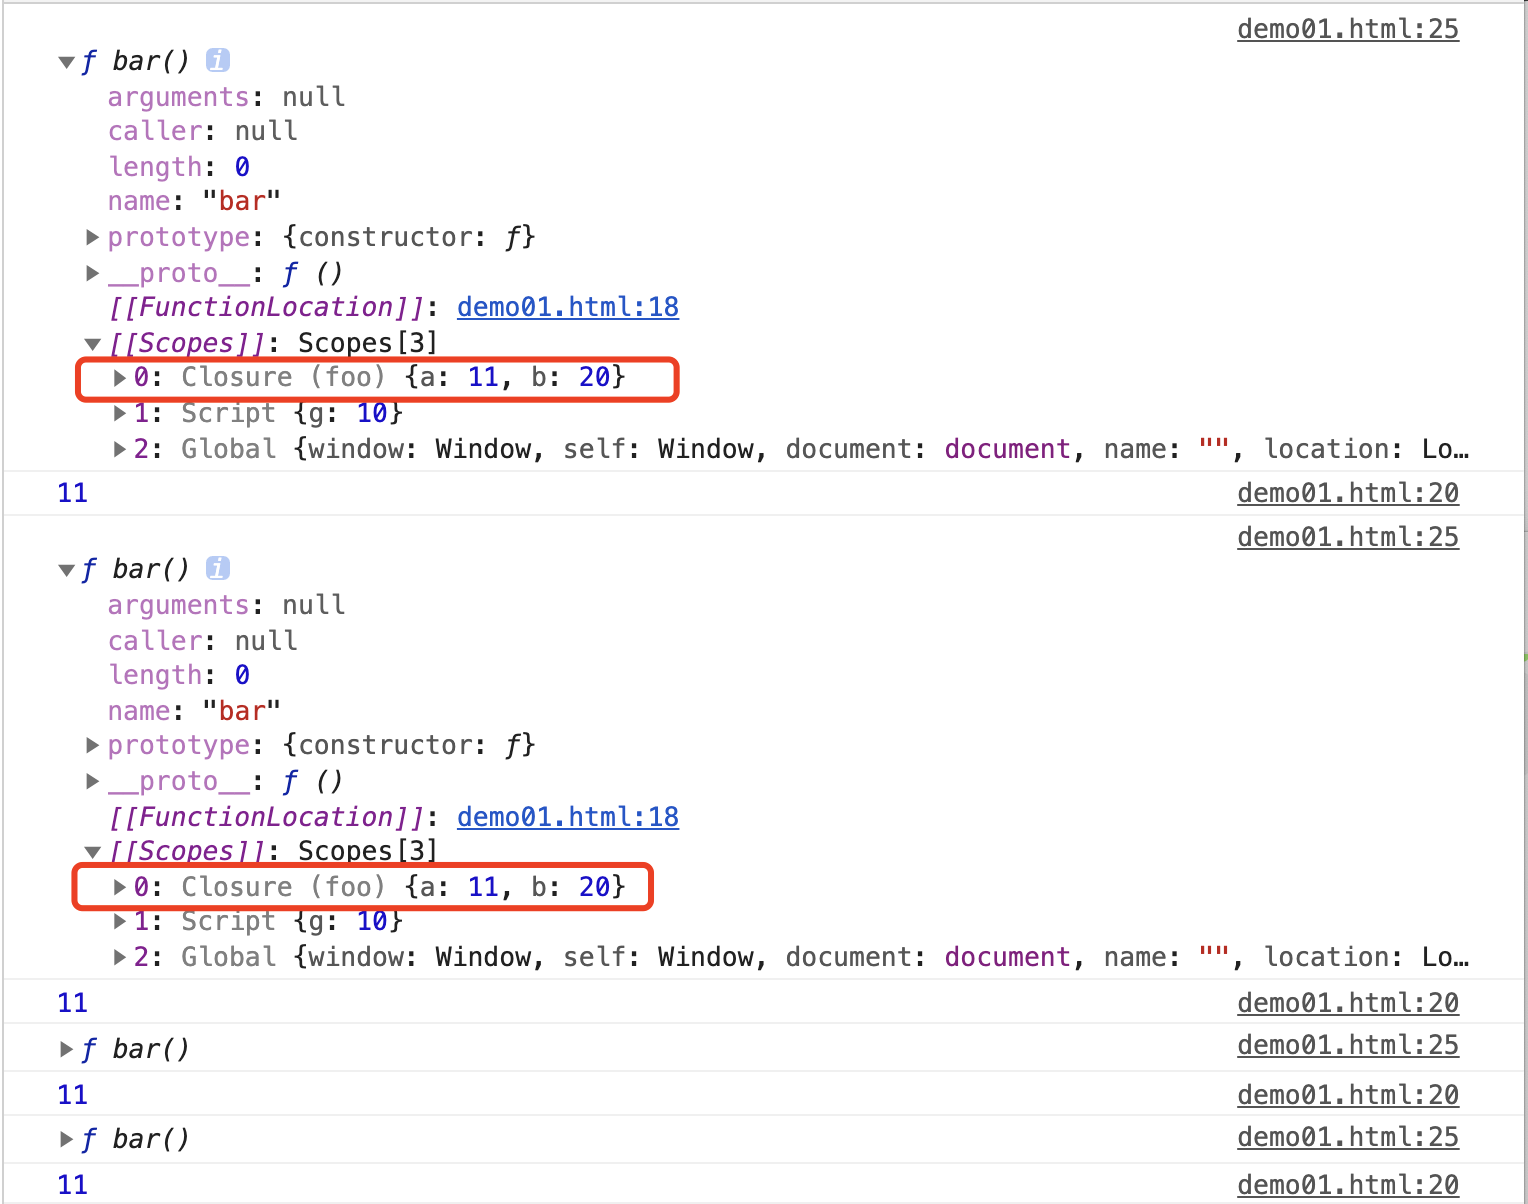 demo01.html:25
▼ƒ bar() i
arguments: null
caller: null
length: 0
name: "bar"
▶prototype: {constructor: ƒ}
▶__proto__: ƒ ()
[[FunctionLocation]]: demo01.html:18
▼[[Scopes]]: Scopes[3]
▶0: Closure (foo) {a: 11, b: 20}
▶1: Script {g: 10}
▶2: Global {window: Window, self: Window, document: document, name: "", location: Lo…
11 demo01.html:20
demo01.html:25
▼ƒ bar() i
arguments: null
caller: null
length: 0
name: "bar"
▶prototype: {constructor: ƒ}
▶__proto__: ƒ ()
[[FunctionLocation]]: demo01.html:18
▼[[Scopes]]: Scopes[3]
▶0: Closure (foo) {a: 11, b: 20}
▶1: Script {g: 10}
▶2: Global {window: Window, self: Window, document: document, name: "", location: Lo…
11 demo01.html:20
▶ƒ bar() demo01.html:25
11 demo01.html:20
▶ƒ bar() demo01.html:25
11 demo01.html:20